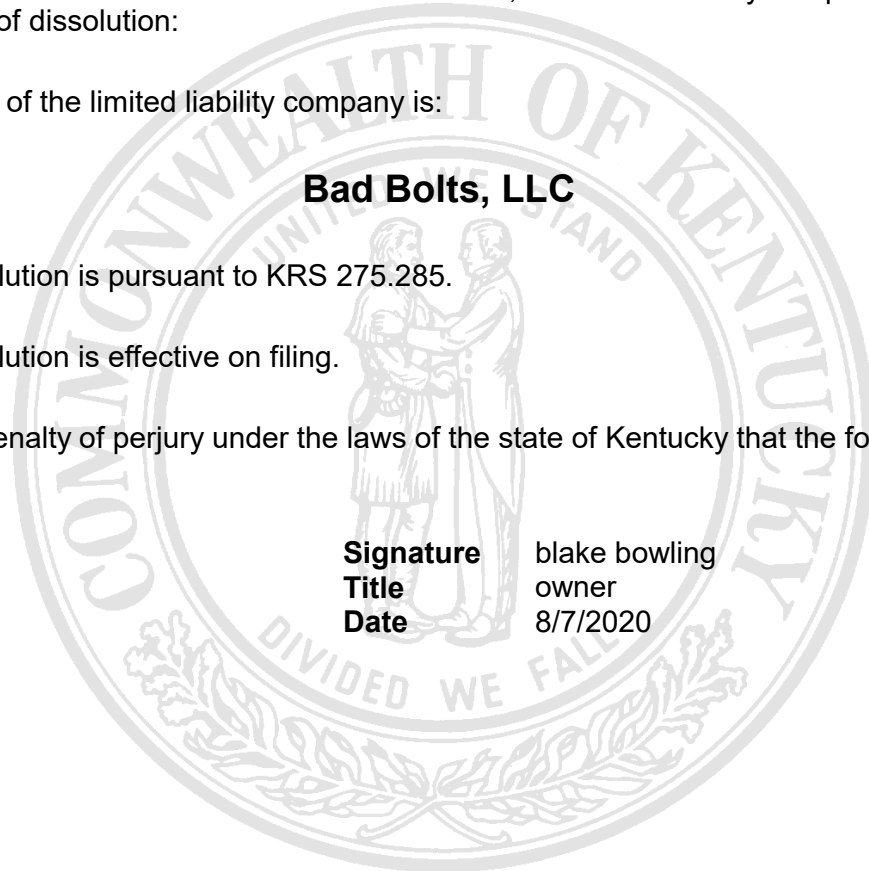 of dissolution:
of the limited liability company is:
Bad Bolts, LLC
lution is pursuant to KRS 275.285.
lution is effective on filing.
enalty of perjury under the laws of the state of Kentucky that the fo
Signature blake bowling
Title owner
Date 8/7/2020
COMMONWEALTH OF KENTUCKY
UNITED WE STAND
DIVIDED WE FALL